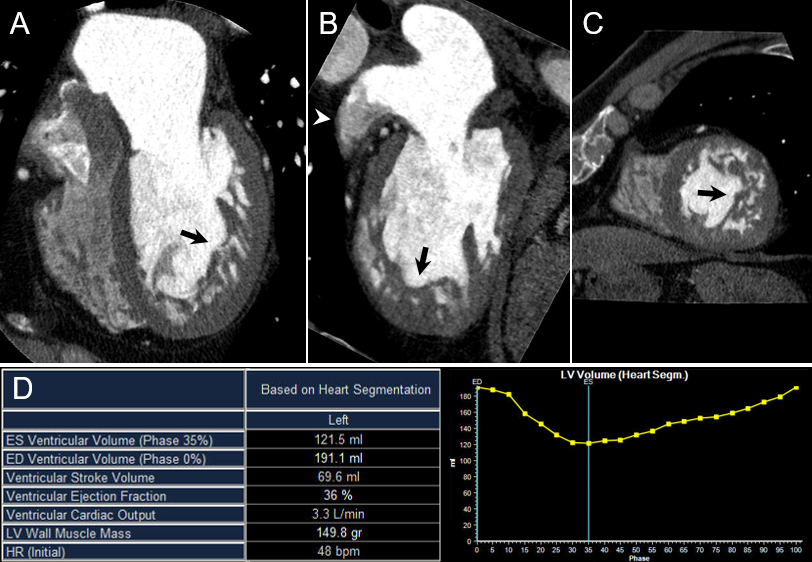 A
B
C
D
Based on Heart Segmentation
Left
ES Ventricular Volume (Phase 35%) 121.5 ml
ED Ventricular Volume (Phase 0%) 191.1 ml
Ventricular Stroke Volume 69.6 ml
Ventricular Ejection Fraction 36 %
Ventricular Cardiac Output 3.3 L/min
LV Wall Muscle Mass 149.8 gr
HR (Initial) 48 bpm
LV Volume (Heart Segm.)
ED ES
180
160
140
120
100
80
60
40
20
0
ml
0 5 10 15 20 25 30 35 40 45 50 55 60 65 70 75 80 85 90 95 100
Phase